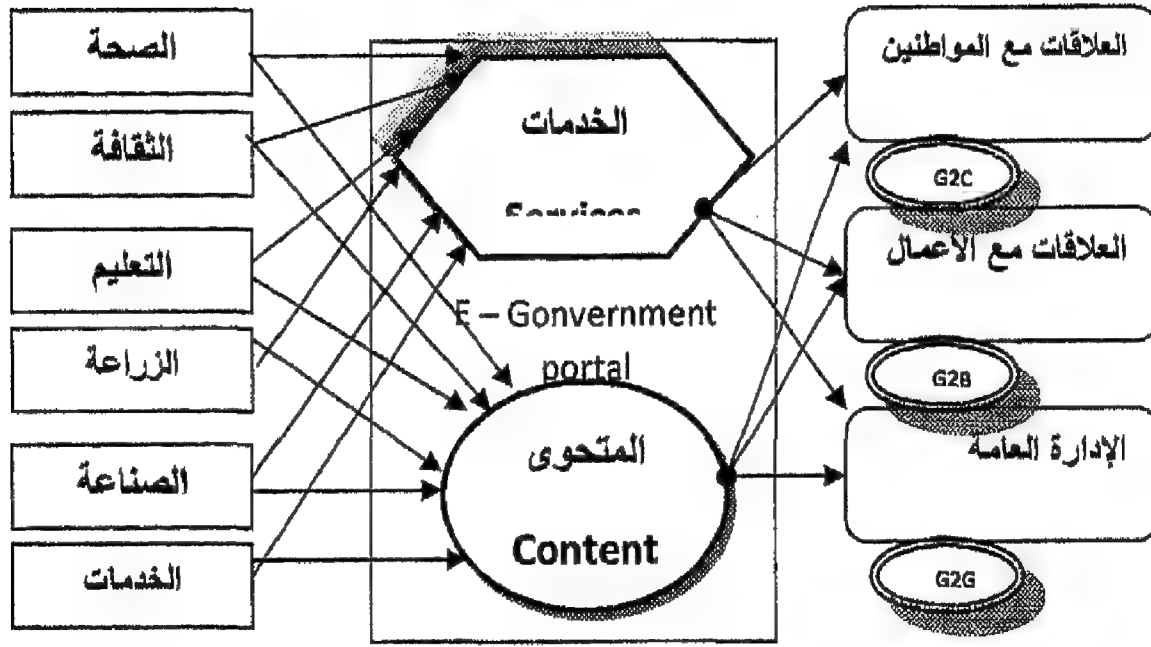 الصحة
الثقافة
التعليم
الزراعة
الصناعة
الخدمات
الخدمات
Services
E – Gonvernment
portal
المتحوى
Content
العلاقات مع المواطنين
G2C
العلاقات مع الأعمال
G2B
الإدارة العامة
G2G